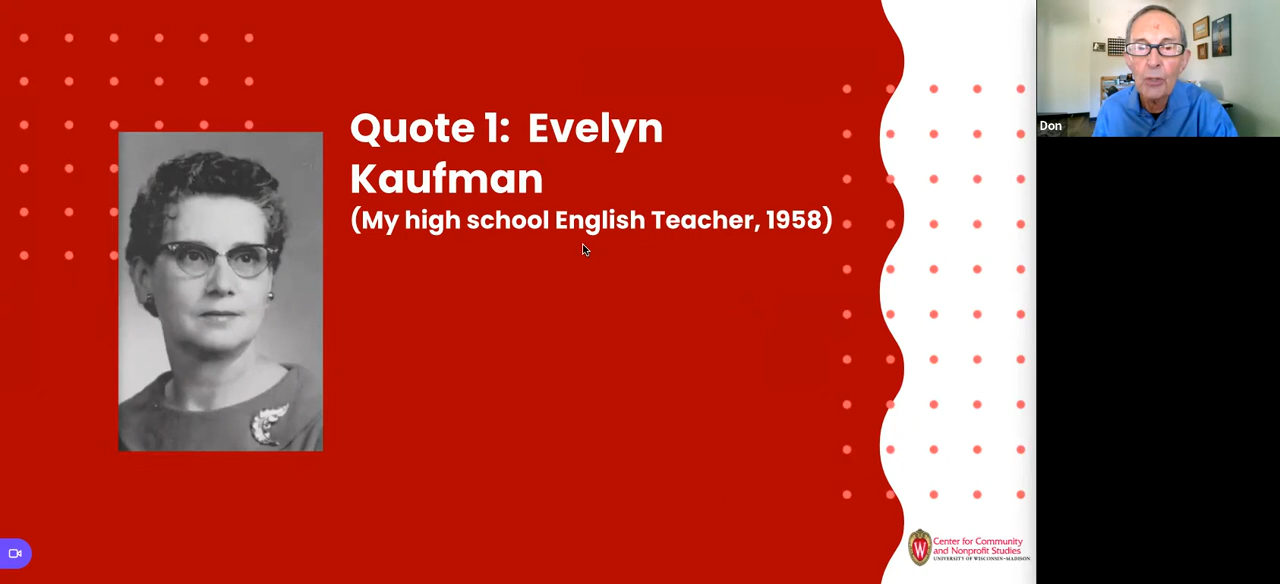 Quote 1: Evelyn
Kaufman
(My high school English Teacher, 1958)
Don
W
Center for Community
and Nonprofit Studies
UNIVERSITY OF WISCONSIN-MADISON